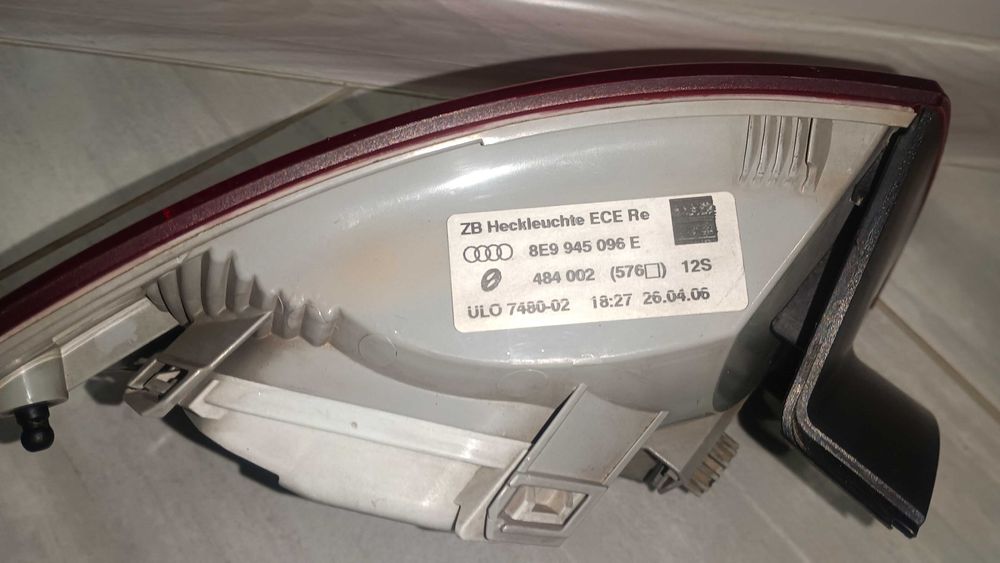 ZB Heckleuchte ECE Re
8E9 945 096 E
484 002 (576□) 12S
ULO 7480-02 18:27 26.04.06